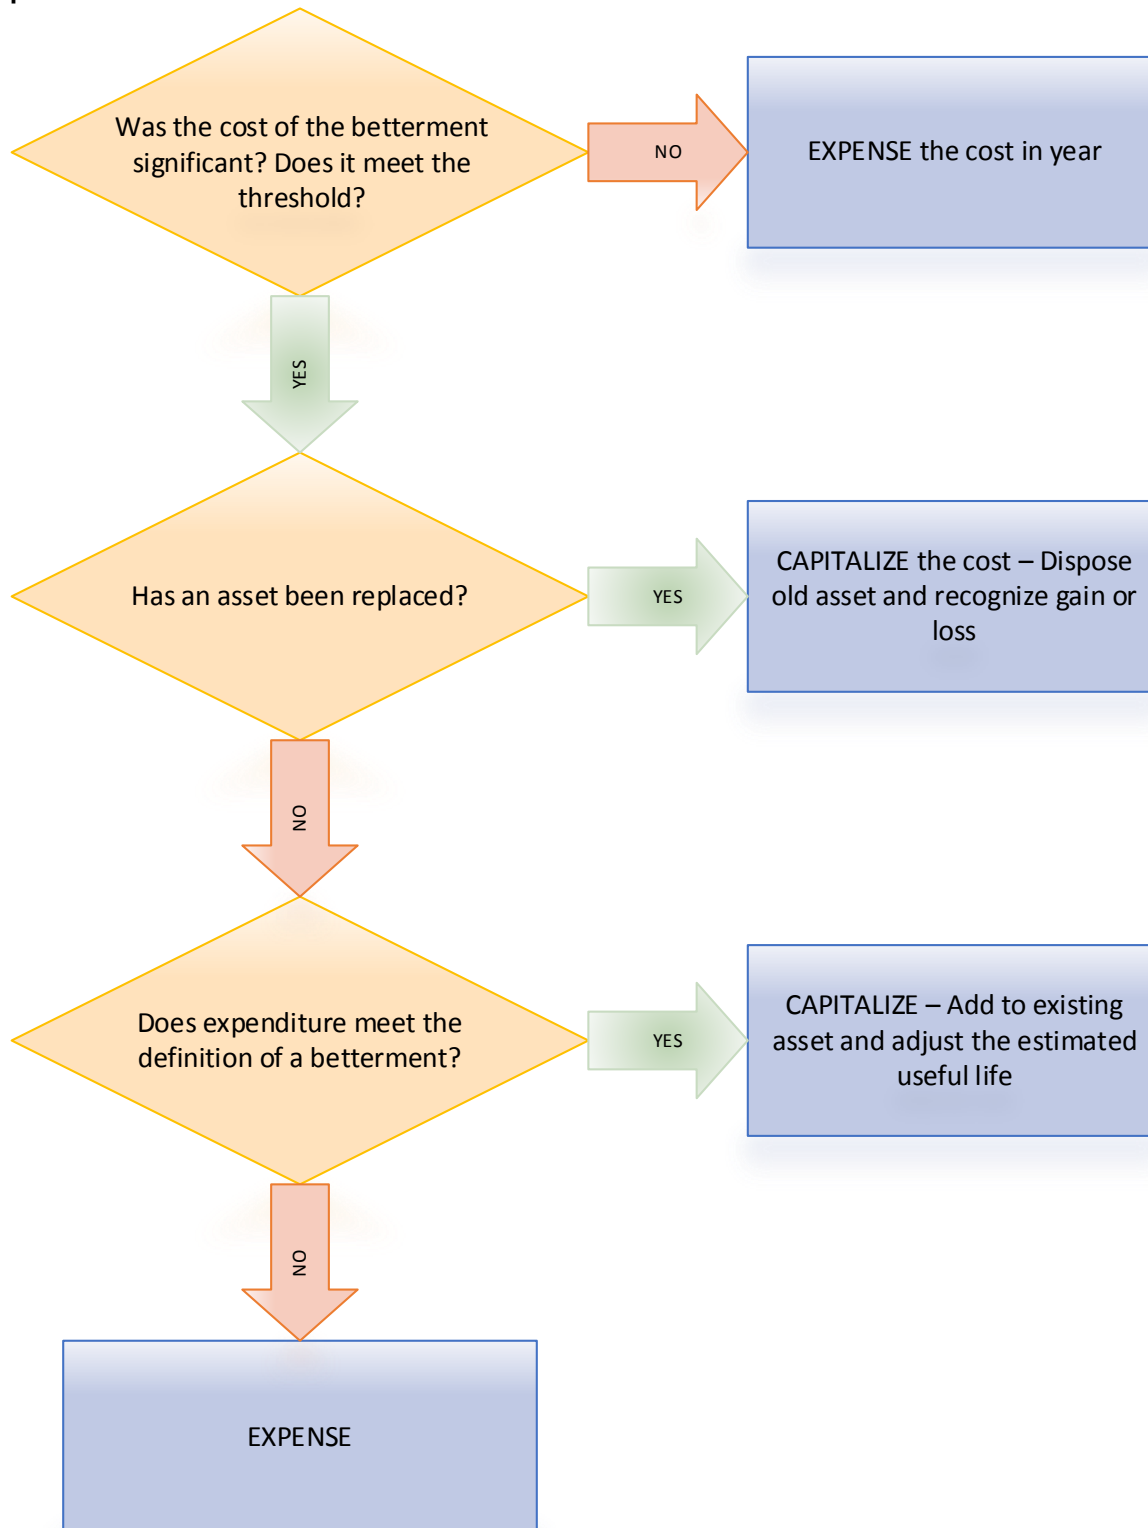 Was the cost of the betterment
significant? Does it meet the
threshold?
NO
EXPENSE the cost in year
YES
Has an asset been replaced?
YES
CAPITALIZE the cost – Dispose
old asset and recognize gain or
loss
NO
Does expenditure meet the
definition of a betterment?
YES
CAPITALIZE – Add to existing
asset and adjust the estimated
useful life
NO
EXPENSE